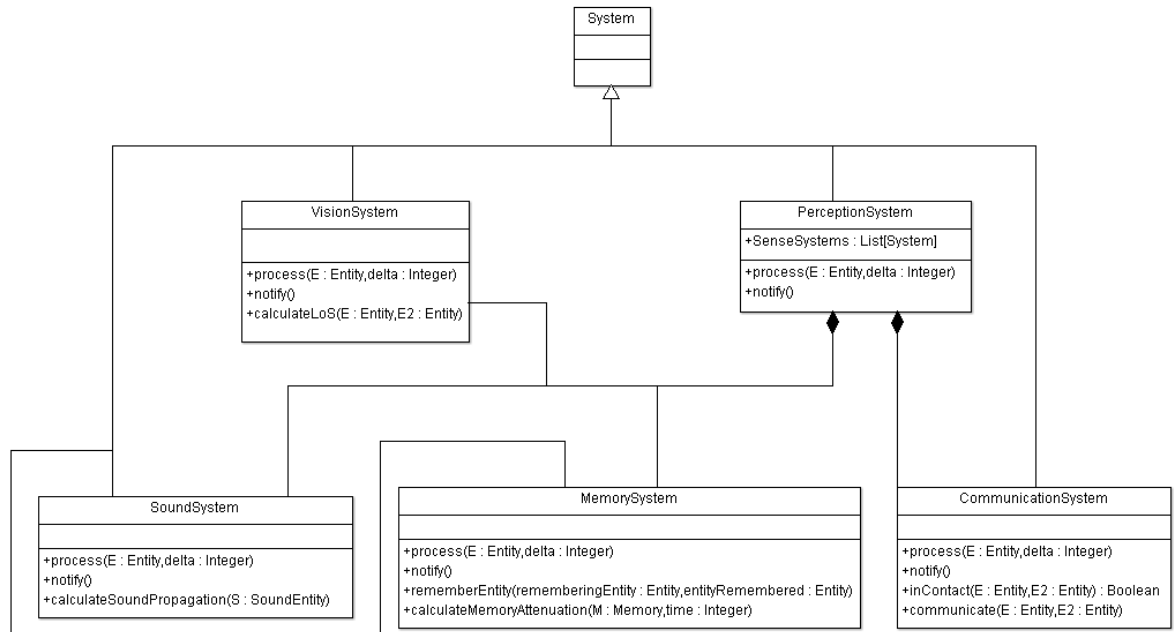 System
VisionSystem
+process(E : Entity,delta : Integer)
+notify()
+calculateLoS(E : Entity,E2 : Entity)
PerceptionSystem
+SenseSystems : List[System]
+process(E : Entity,delta : Integer)
+notify()
SoundSystem
+process(E : Entity,delta : Integer)
+notify()
+calculateSoundPropagation(S : SoundEntity)
MemorySystem
+process(E : Entity,delta : Integer)
+notify()
+rememberEntity(rememberingEntity : Entity,entityRemembered : Entity)
+calculateMemoryAttenuation(M : Memory,time : Integer)
CommunicationSystem
+process(E : Entity,delta : Integer)
+notify()
+inContact(E : Entity,E2 : Entity) : Boolean
+communicate(E : Entity,E2 : Entity)